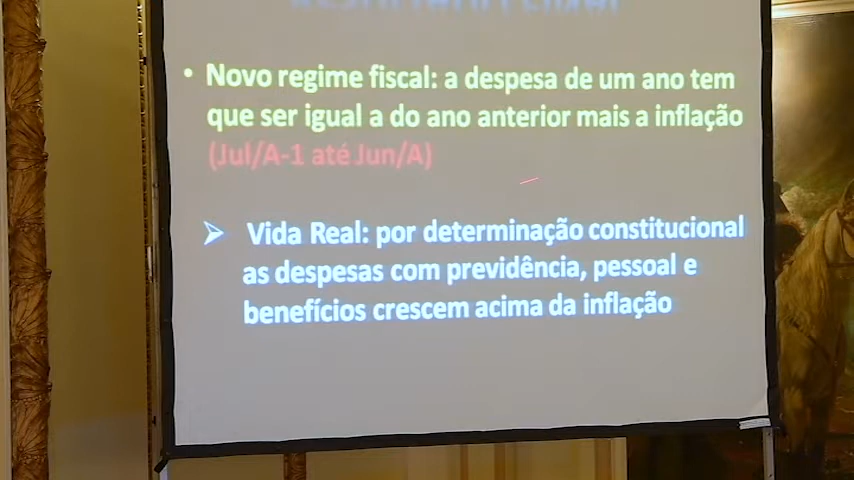 • Novo regime fiscal: a despesa de um ano tem
que ser igual a do ano anterior mais a inflação
(Jul/A-1 até Jun/A)
➢ Vida Real: por determinação constitucional
as despesas com previdência, pessoal e
benefícios crescem acima da inflação